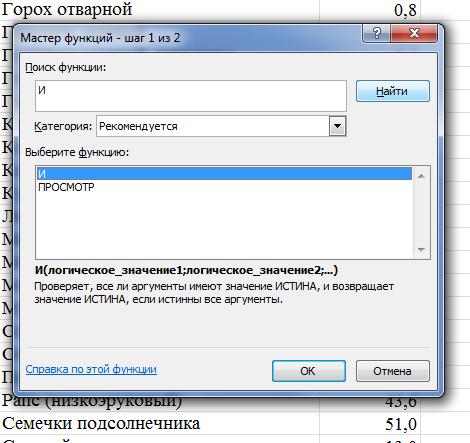 Горох отварной 0,8
Мастер функций - шаг 1 из 2
Поиск функции:
И
Найти
Категория: Рекомендуется
Выберите функцию:
И
ПРОСМОТР
И(логическое_значение1;логическое_значение2;...)
Проверяет, все ли аргументы имеют значение ИСТИНА, и возвращает
значение ИСТИНА, если истинны все аргументы.
Справка по этой функции
ОК
Отмена
Рапс (низкоэруковый) 43,6
Семечки подсолнечника 51,0